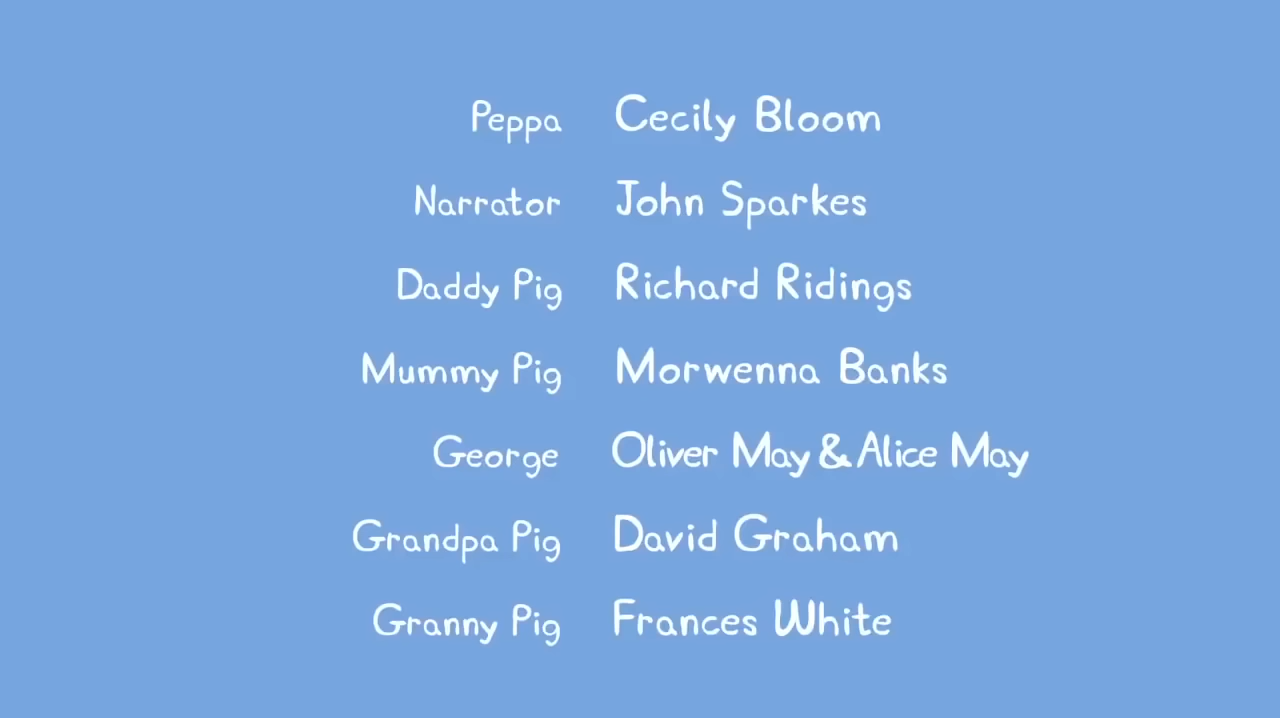 Peppa Cecily Bloom
Narrator John Sparkes
Daddy Pig Richard Ridings
Mummy Pig Morwenna Banks
George Oliver May & Alice May
Grandpa Pig David Graham
Granny Pig Frances White